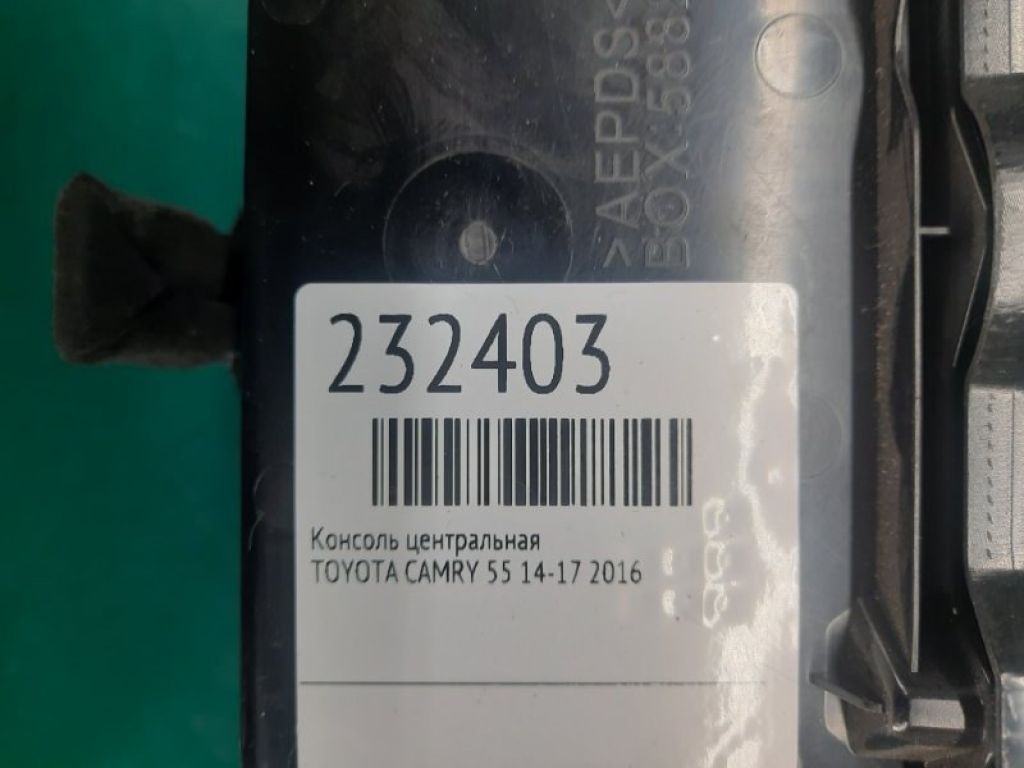 >AEPDS<
BOX:588
232403
Консоль центральная
TOYOTA CAMRY 55 14-17 2016